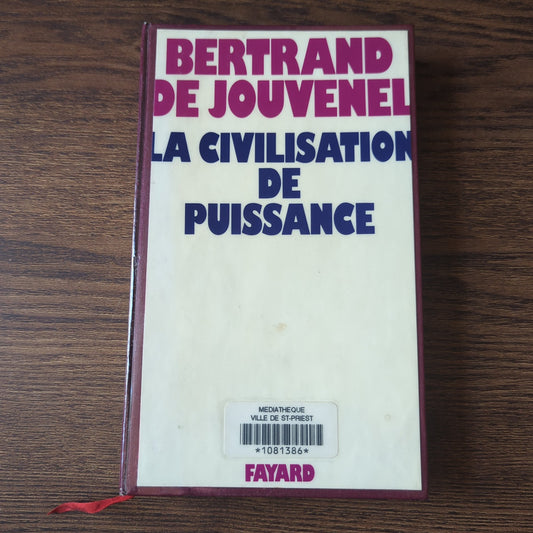 BERTRAND
DE JOUVENEL
LA CIVILISATION
DE
PUISSANCE
MEDIATHEQUE
VILLE DE ST-PRIEST
*1081386*
FAYARD